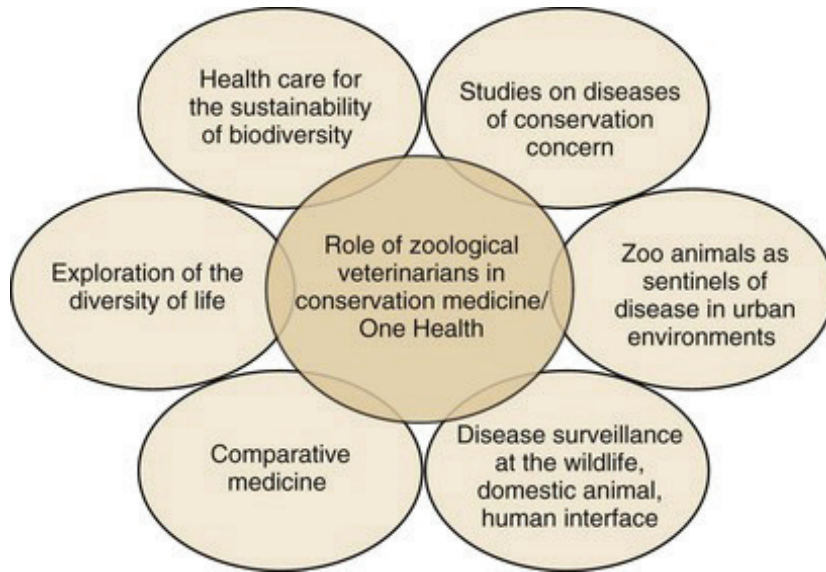 Health care for
the sustainability
of biodiversity
Studies on diseases
of conservation
concern
Exploration of the
diversity of life
Role of zoological
veterinarians in
conservation medicine/
One Health
Zoo animals as
sentinels of
disease in urban
environments
Comparative
medicine
Disease surveillance
at the wildlife,
domestic animal,
human interface